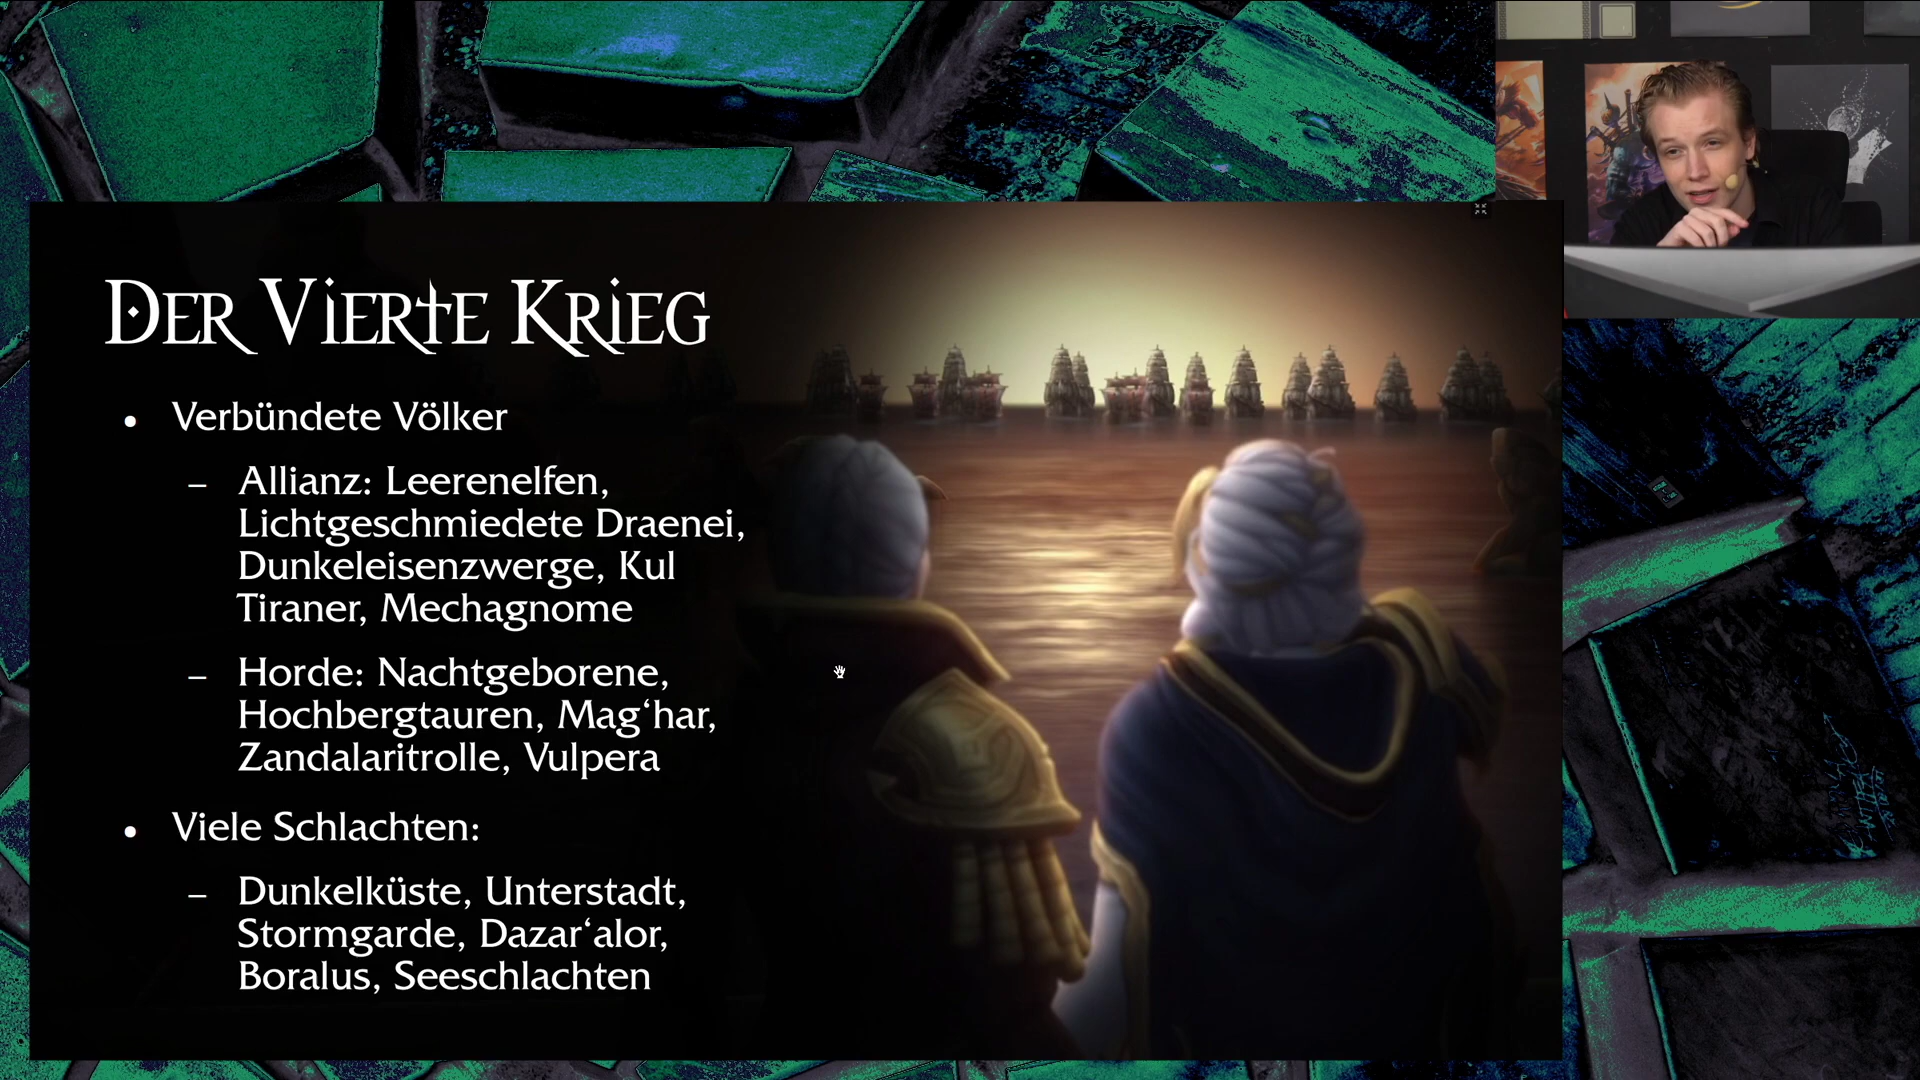 Der Vierte Krieg
• Verbündete Völker
– Allianz: Leerenelfen,
Lichtgeschmiedete Draenei,
Dunkeleisenzwerge, Kul
Tiraner, Mechagnome
– Horde: Nachtgeborene,
Hochbergtauren, Mag‘har,
Zandalaritrolle, Vulpera
• Viele Schlachten:
– Dunkelküste, Unterstadt,
Stormgarde, Dazar‘alor,
Boralus, Seeschlachten